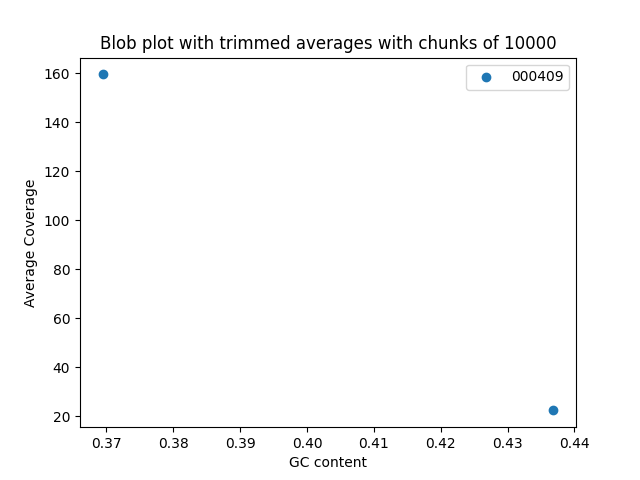 Blob plot with trimmed averages with chunks of 10000
000409
160
140
120
100
80
60
40
20
Average Coverage
0.37 0.38 0.39 0.40 0.41 0.42 0.43 0.44
GC content